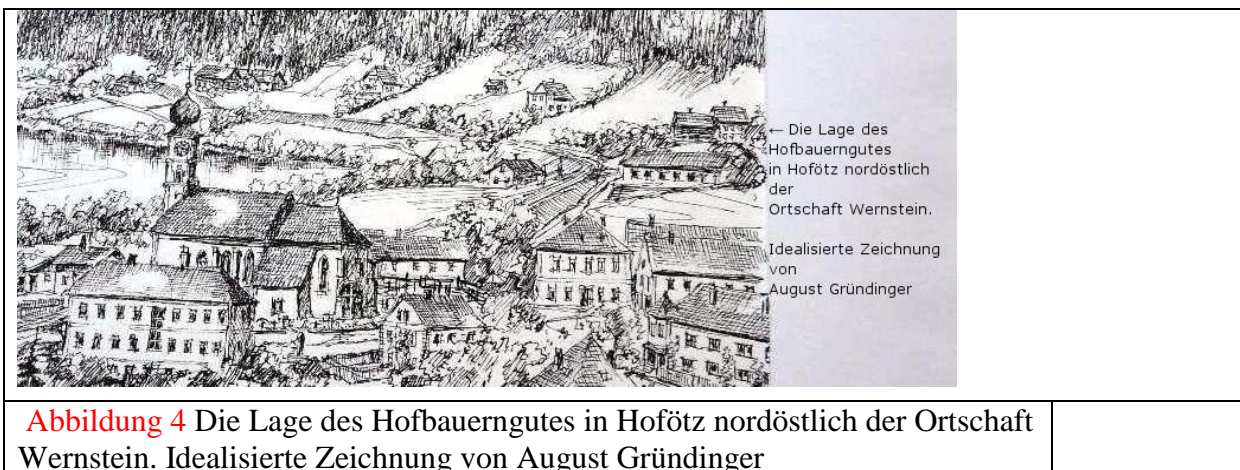 ← Die Lage des
Hofbauerngutes
in Hofötz nordöstlich
der
Ortschaft Wernstein.
Idealisierte Zeichnung
von
August Gründinger
Abbildung 4 Die Lage des Hofbauerngutes in Hofötz nordöstlich der Ortschaft
Wernstein. Idealisierte Zeichnung von August Gründinger